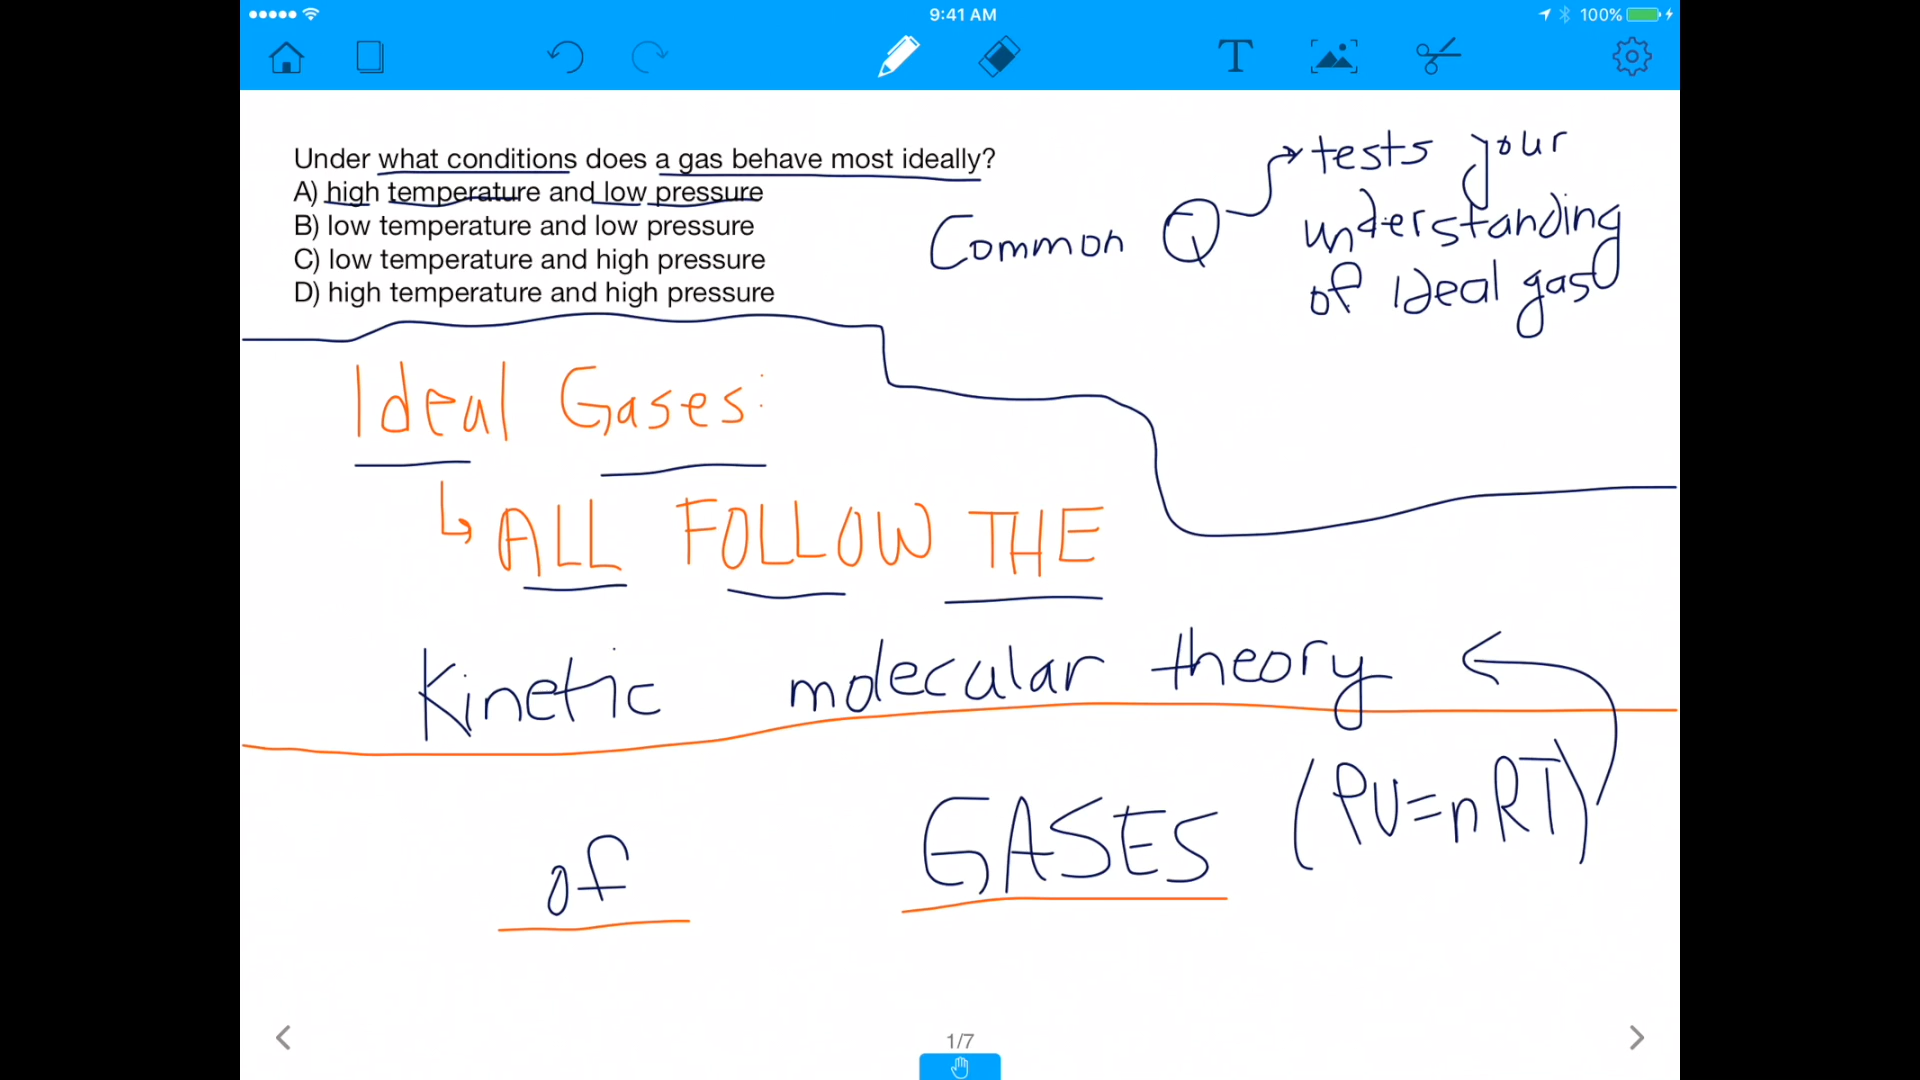 9:41 AM
100%
T
Under what conditions does a gas behave most ideally?
A) high temperature and low pressure
B) low temperature and low pressure
C) low temperature and high pressure
D) high temperature and high pressure
Common Q
tests your
understanding
of ideal gas
Ideal Gases:
ALL FOLLOW THE
Kinetic molecular theory
of GASES (PV=nRT)
1/7